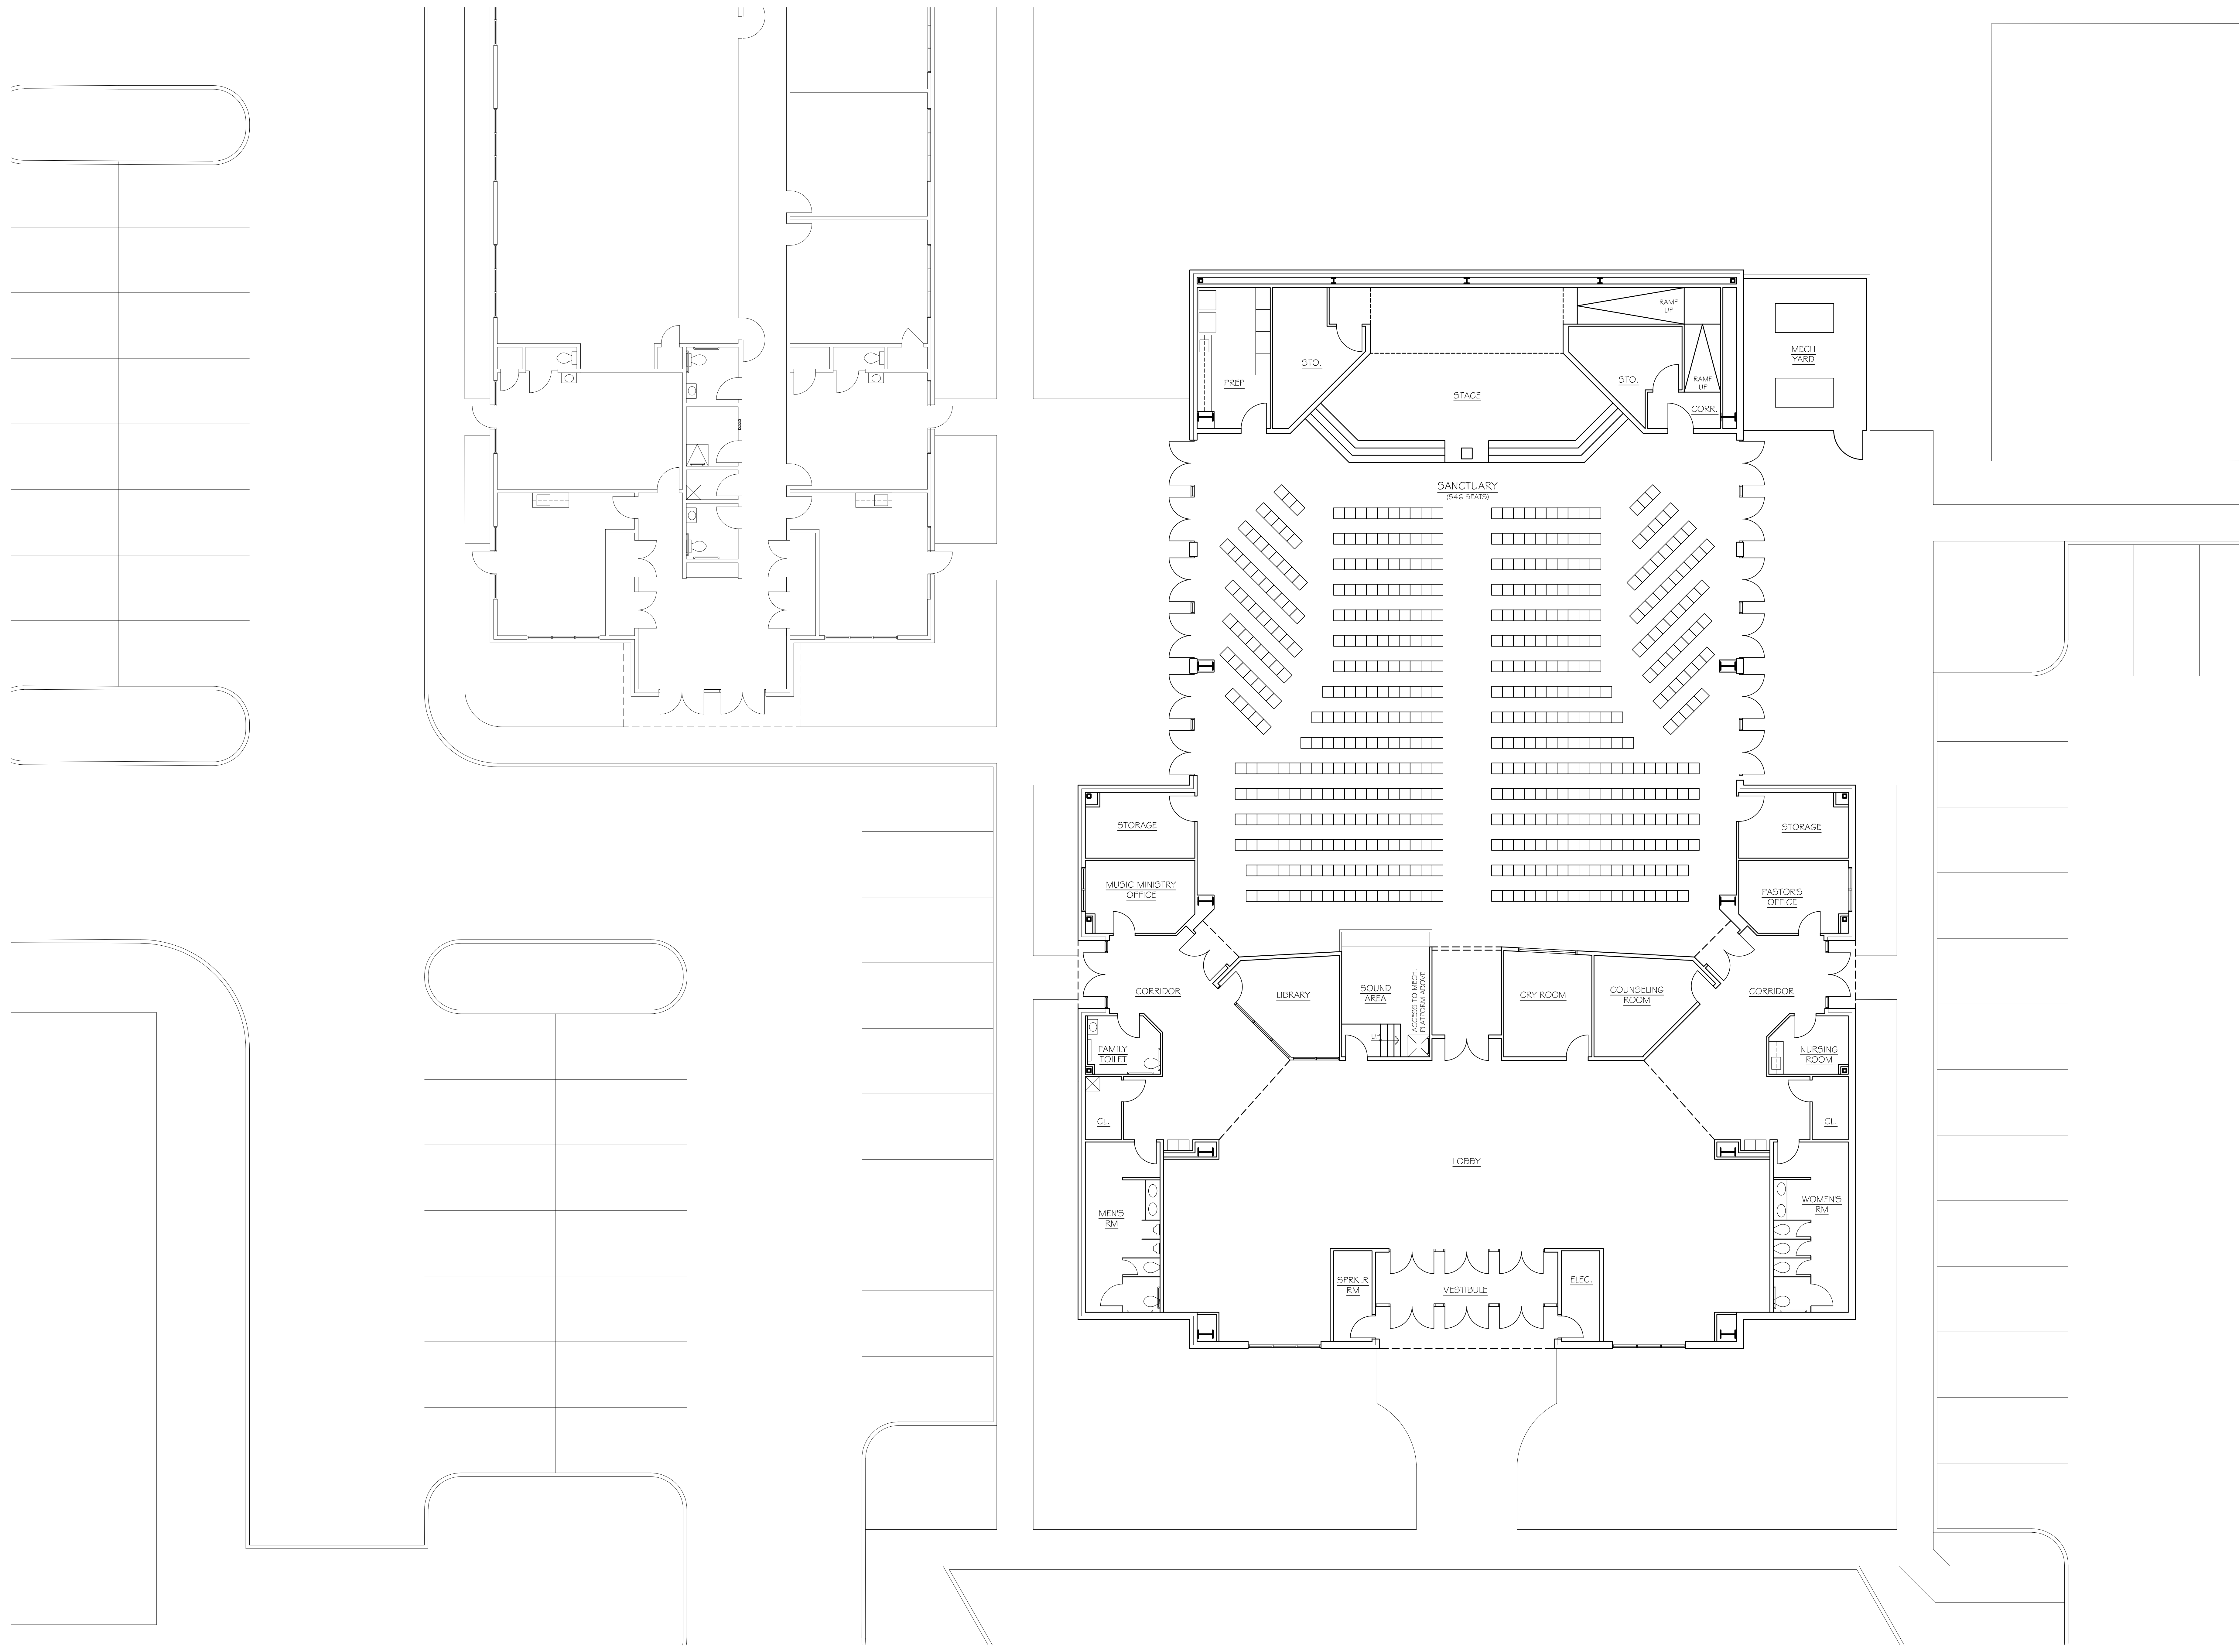 RAMP
UP
MECH
YARD
STO.
PREP
STO.
RAMP
UP
STAGE
CORR.
SANCTUARY
(546 SEATS)
STORAGE
STORAGE
MUSIC MINISTRY
OFFICE
PASTOR'S
OFFICE
CORRIDOR
LIBRARY
SOUND
AREA
ACCESS TO MECH.
PLATFORM ABOVE
CRY ROOM
COUNSELING
ROOM
CORRIDOR
UP
FAMILY
TOILET
NURSING
ROOM
CL.
CL.
LOBBY
MEN'S
RM
WOMEN'S
RM
SPRKLR
RM
VESTIBULE
ELEC.